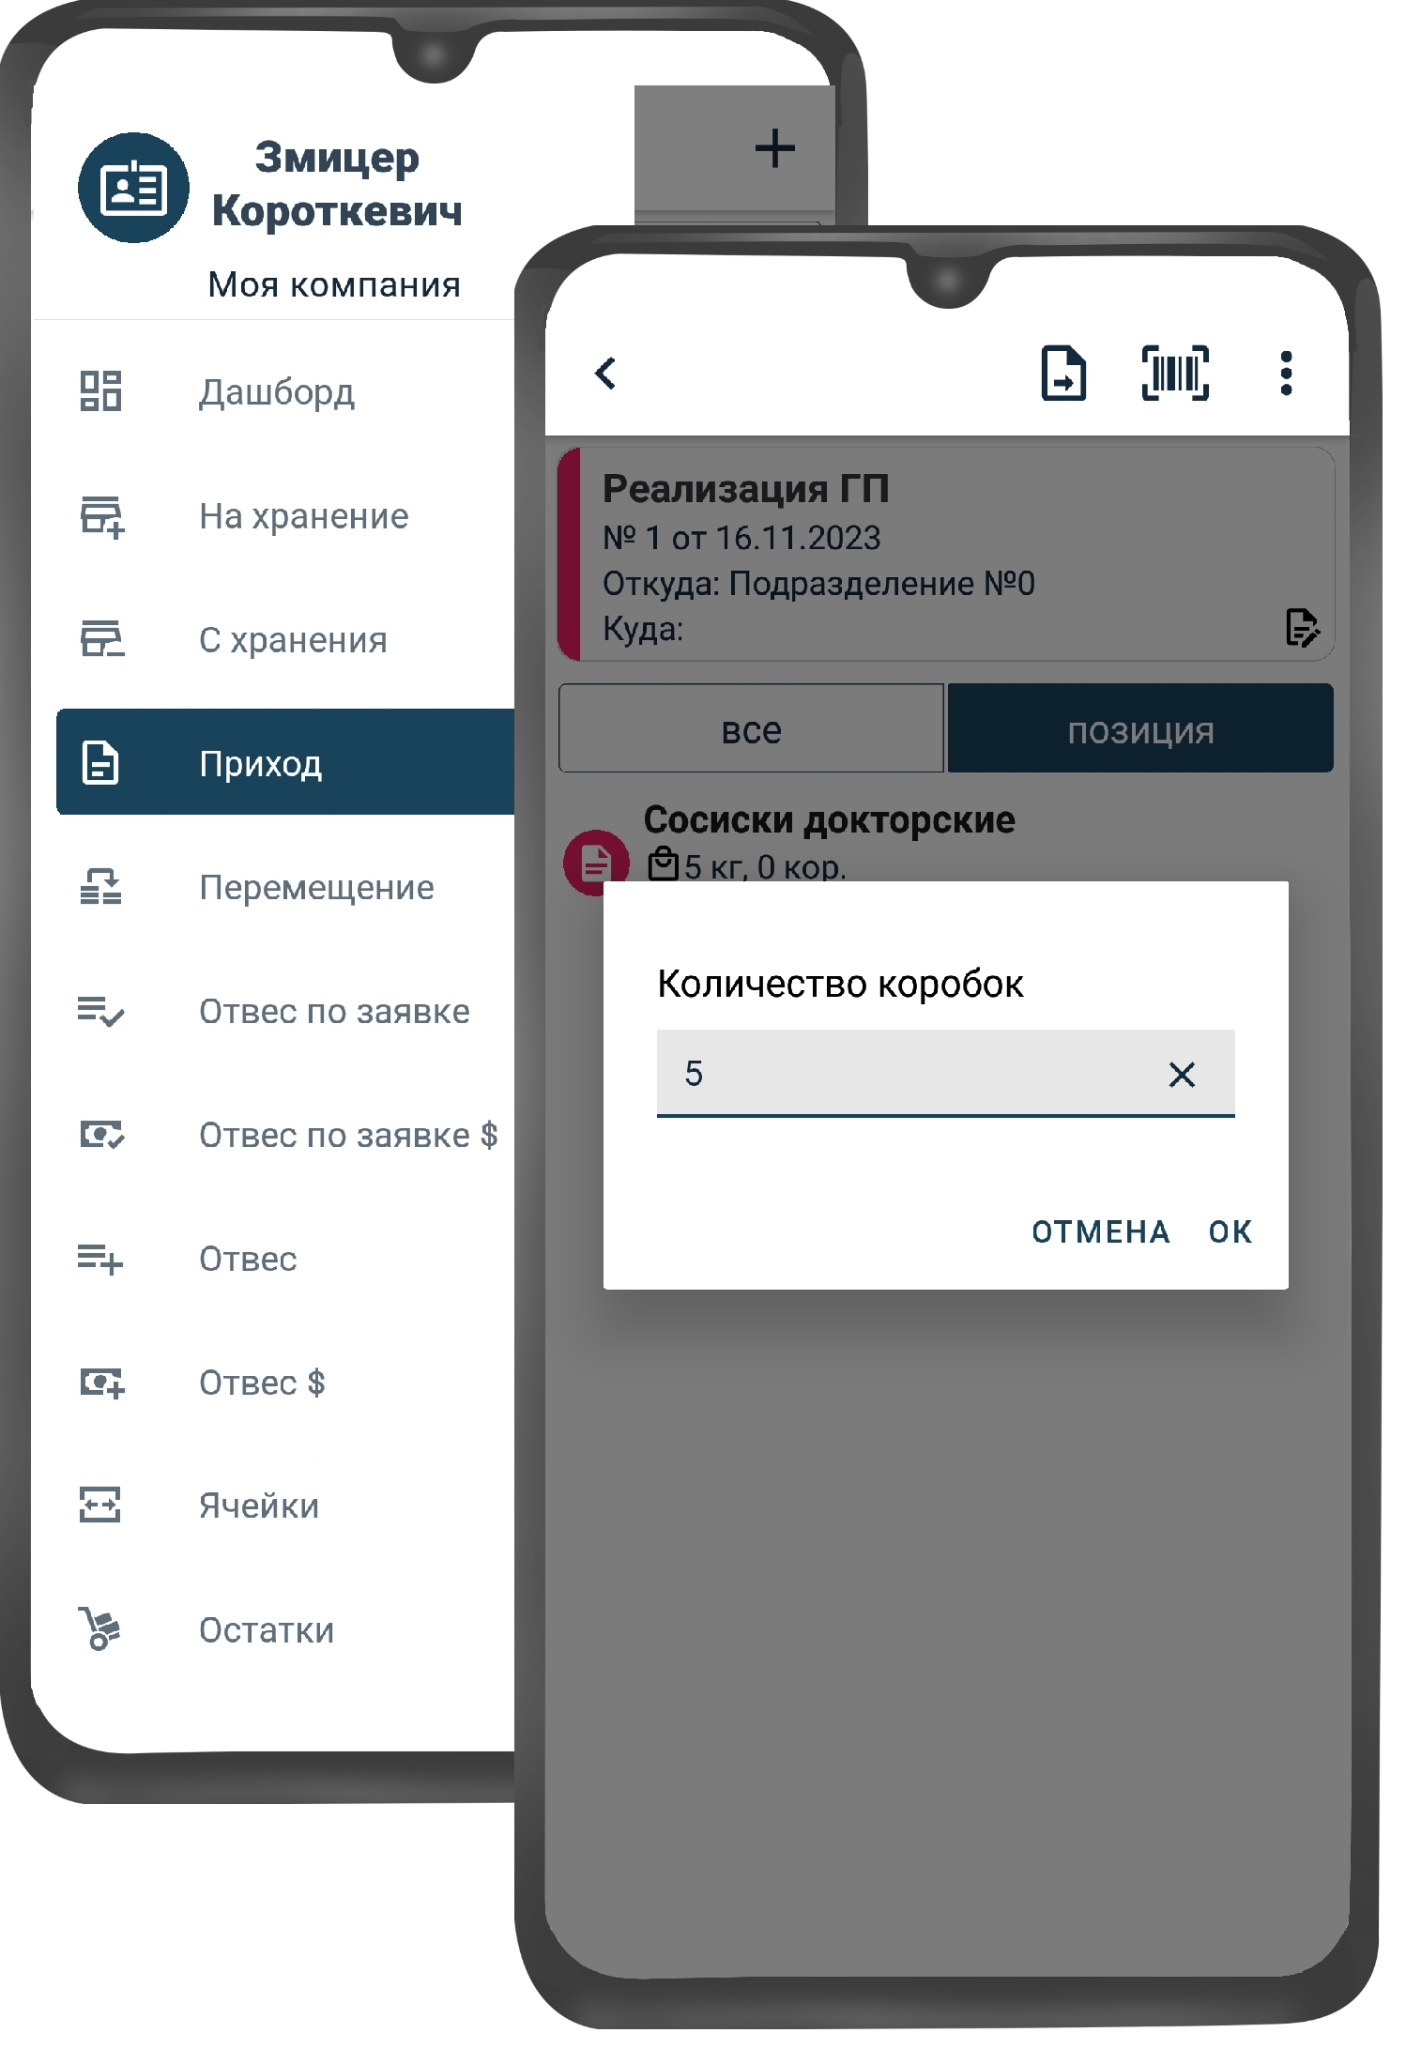 Змицер
Короткевич
Моя компания
Дашборд
На хранение
С хранения
Приход
Перемещение
Отвес по заявке
Отвес по заявке $
Отвес
Отвес $
Ячейки
Остатки
Реализация ГП
№ 1 от 16.11.2023
Откуда: Подразделение №0
Куда:
все
позиция
Сосиски докторские
5 кг, 0 кор.
Количество коробок
5
ОТМЕНА ОК